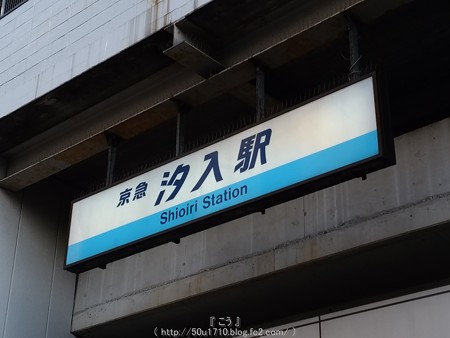 京急 汐入駅
Shioiri Station
『 こう 』
( http://50u1710.blog.fc2.com/ )